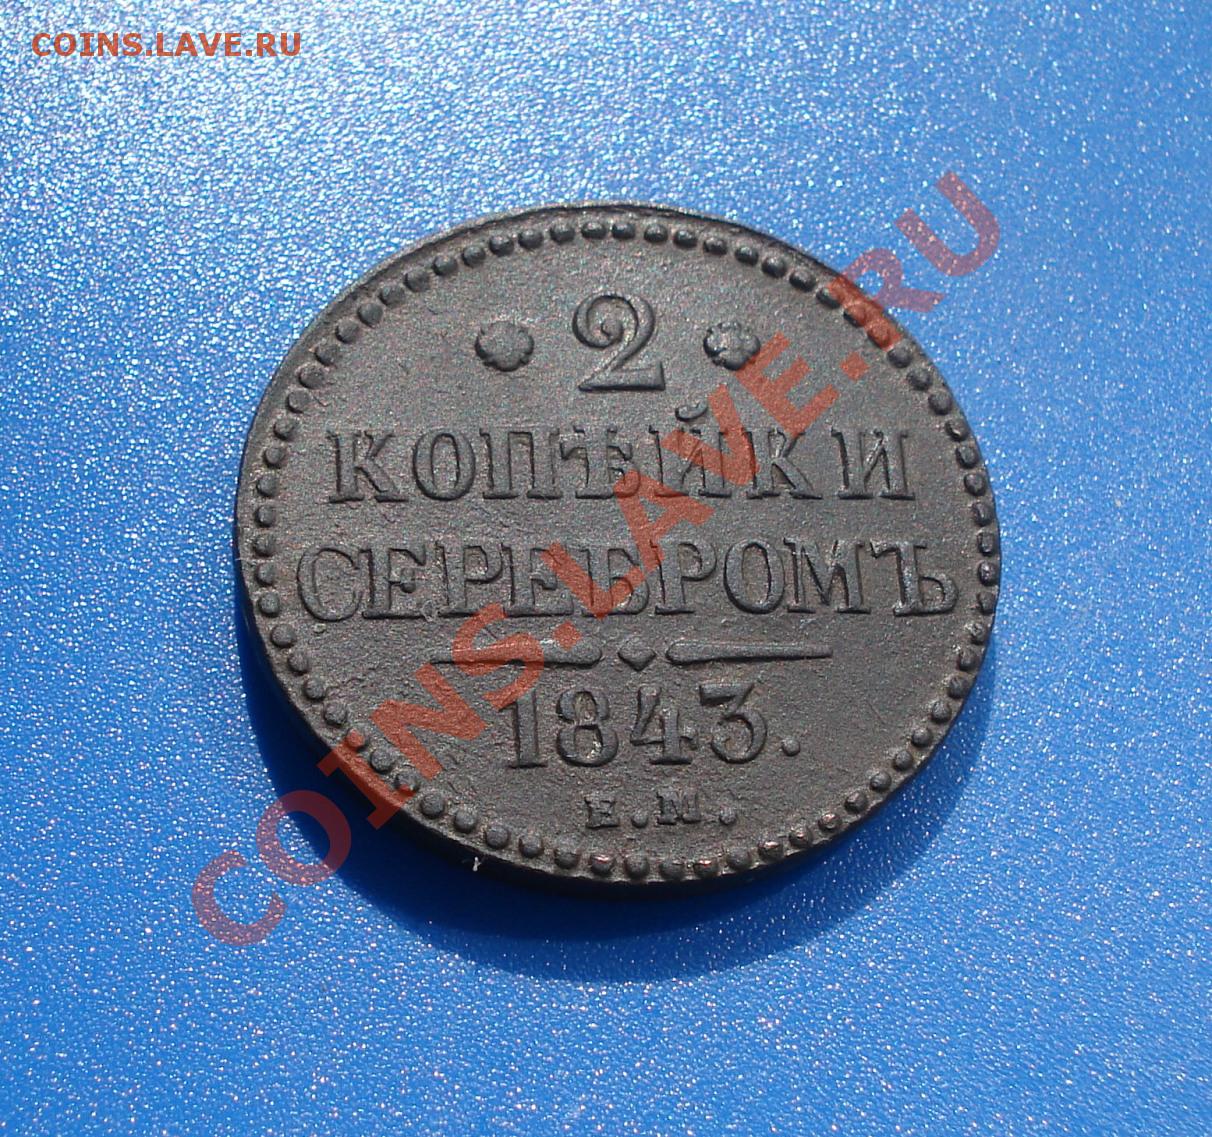 COINS.LAVE.RU
• 2 •
КОПѢЙКИ
СЕРЕБРОМЪ
1843.
Е.М.
COINS.LAVE.RU